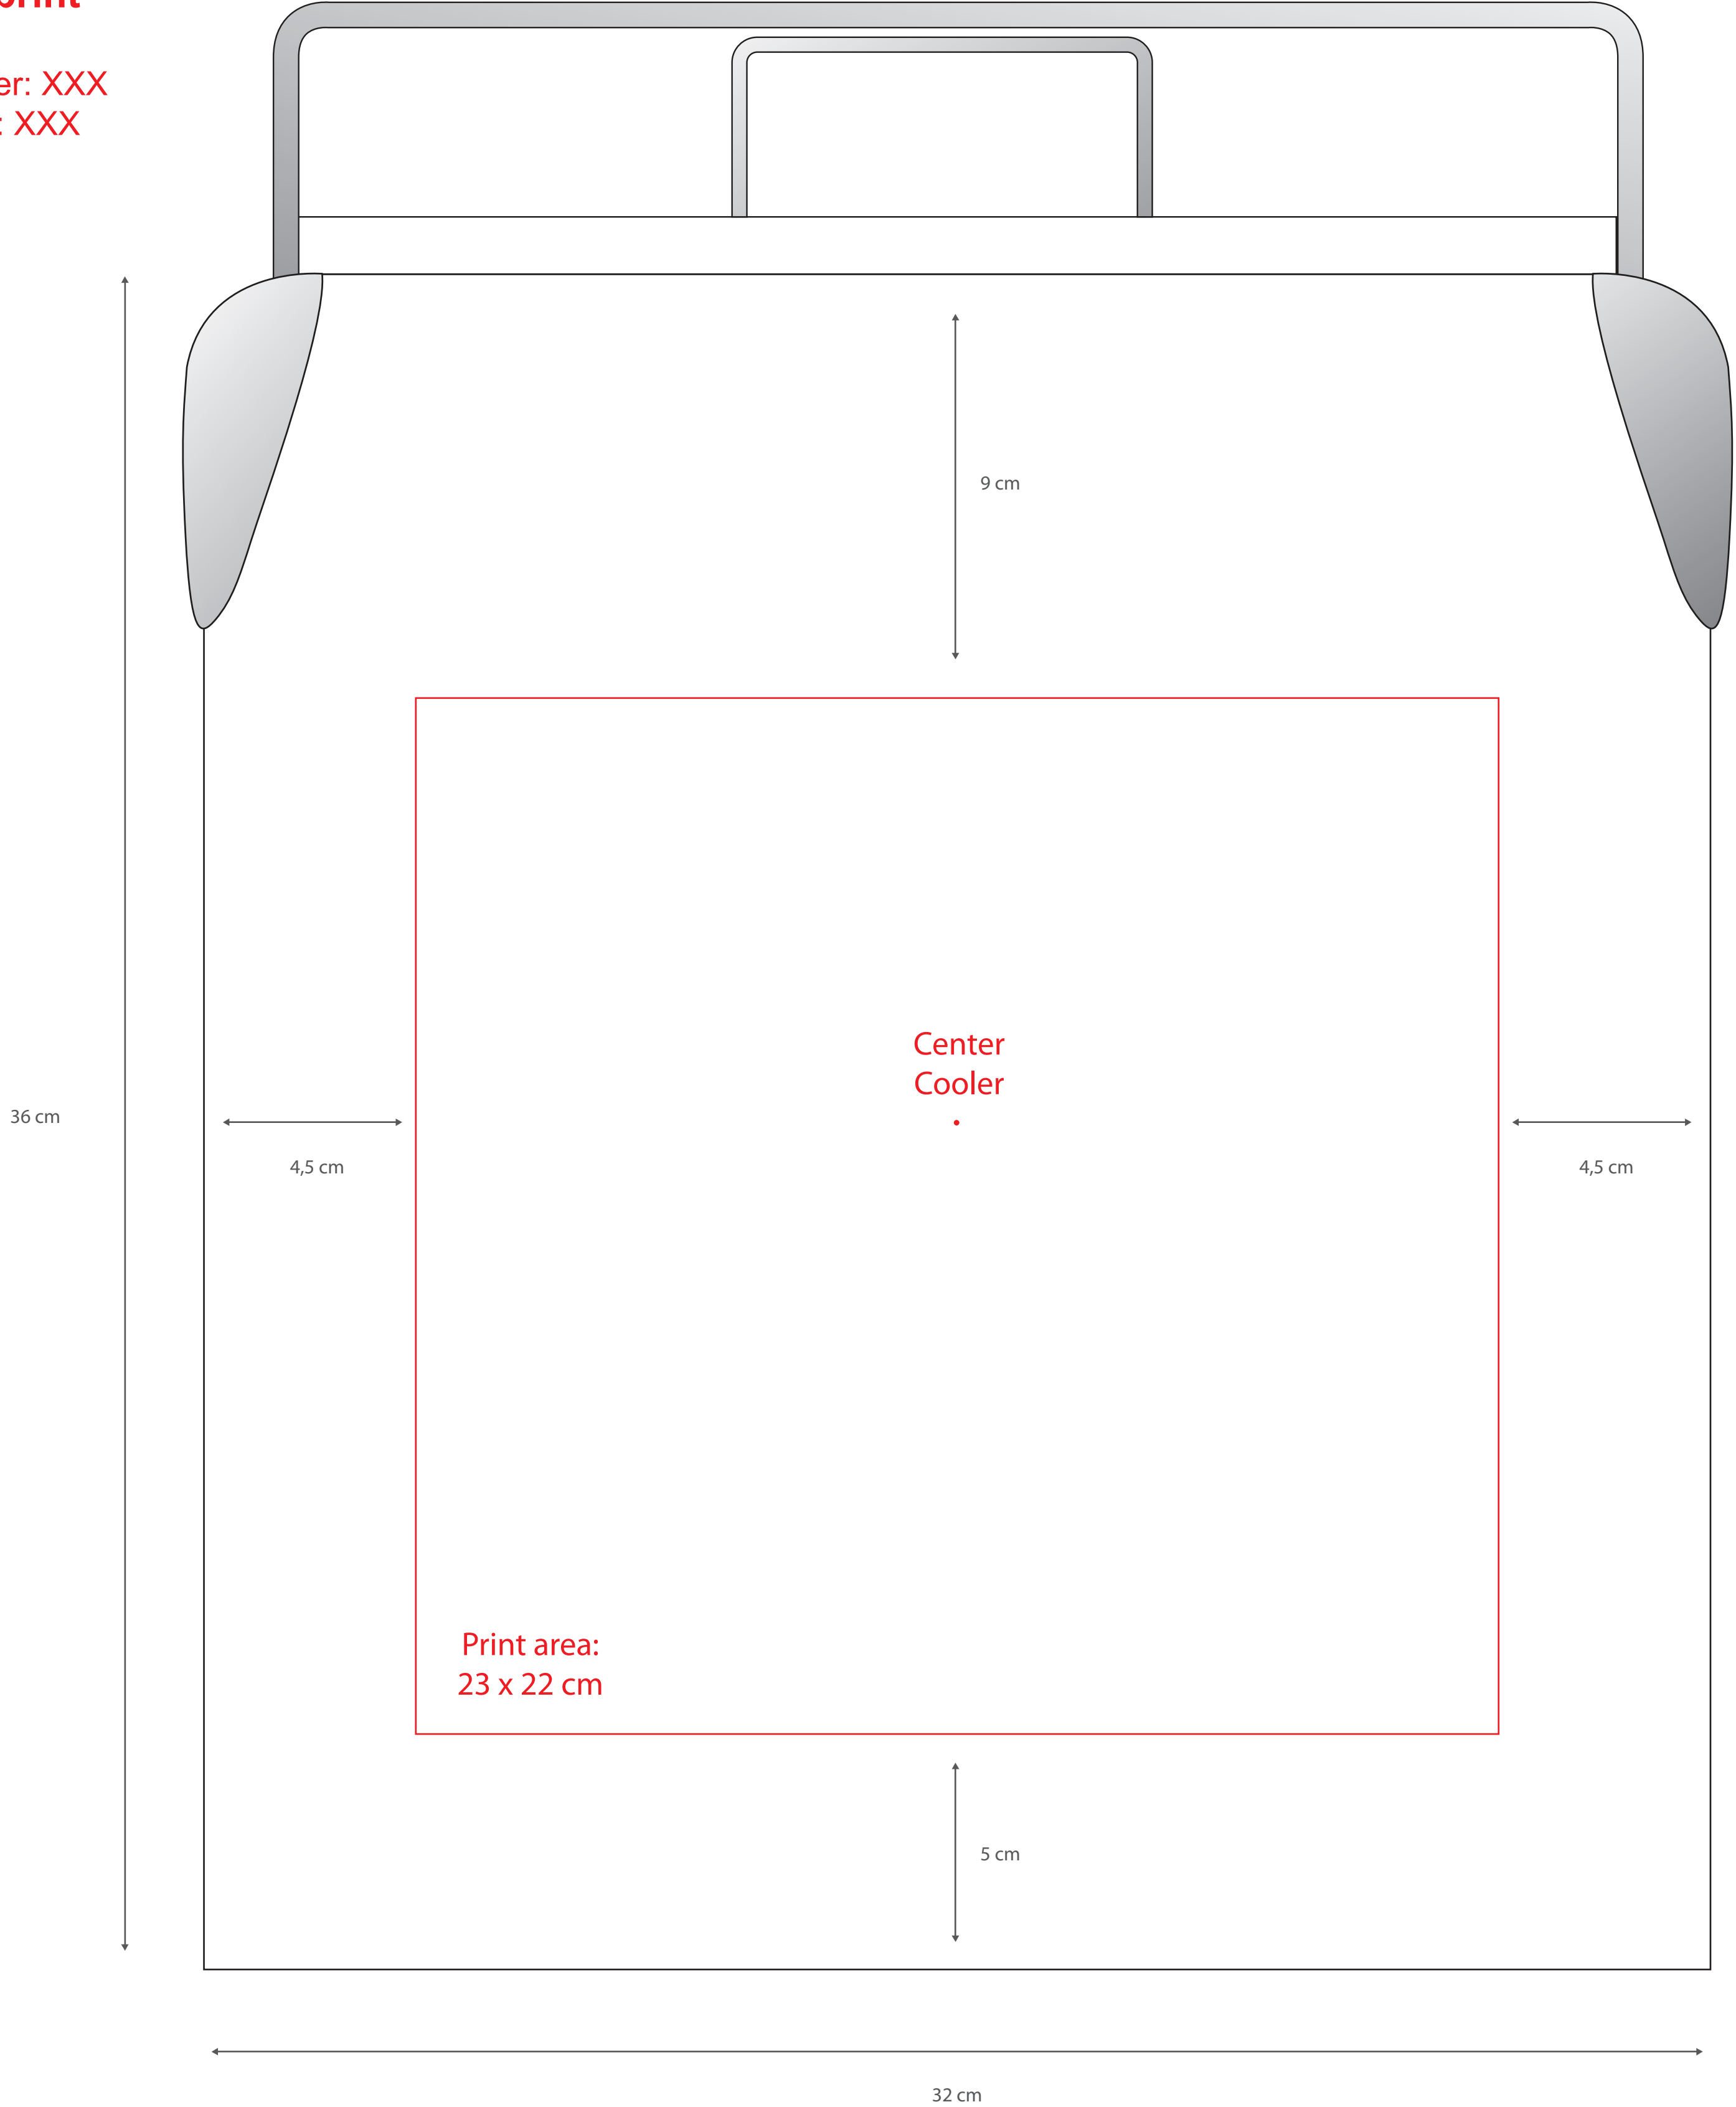 er: XXX
: XXX
9 cm
Center
Cooler
36 cm
4,5 cm
4,5 cm
Print area:
23 x 22 cm
5 cm
32 cm